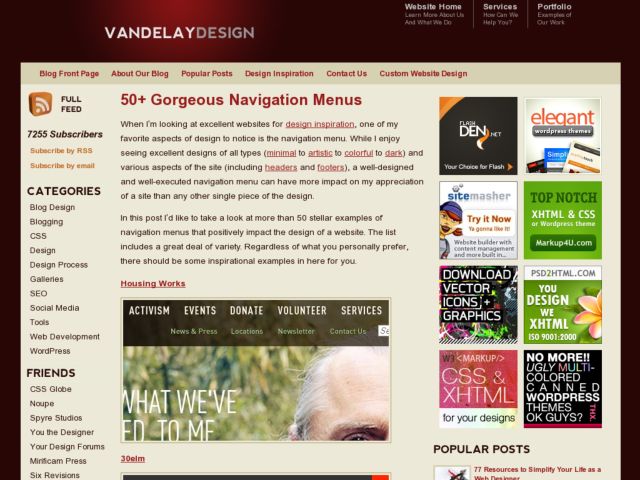 Website Home
Learn More About Us
And What We Do
Services
How Can We
Help You?
Portfolio
Examples of
Our Work
VANDELAYDESIGN
Blog Front Page
About Our Blog
Popular Posts
Design Inspiration
Contact Us
Custom Website Design
FULL
FEED
7255 Subscribers
Subscribe by RSS
Subscribe by email
CATEGORIES
Blog Design
Blogging
CSS
Design
Design Process
Galleries
SEO
Social Media
Tools
Web Development
WordPress
FRIENDS
CSS Globe
Noupe
Spyre Studios
You the Designer
Your Design Forums
Mirificam Press
Six Revisions
50+ Gorgeous Navigation Menus
When I'm looking at excellent websites for design inspiration, one of my
favorite aspects of design to notice is the navigation menu. While I enjoy
seeing excellent designs of all types (minimal to artistic to colorful to dark) and
various aspects of the site (including headers and footers), a well-designed
and well-executed navigation menu can have more impact on my appreciation
of a site than any other single piece of the design.
In this post I'd like to take a look at more than 50 stellar examples of
navigation menus that positively impact the design of a website. The list
includes a great deal of variety. Regardless of what you personally prefer,
there should be some inspirational examples in here for you.
Housing Works
ACTIVISM EVENTS DONATE VOLUNTEER SERVICES
News & Press Locations Newsletter Contact Us Se
WHAT WE'VE
ED TO ME
30elm
FLASH
DEN.NET
Your Choice for Flash
elegant
wordpress themes
Simpl
sitemasher
Try it Now
Ya gonna like it!
Website builder with
content management
and more built in...
TOP NOTCH
XHTML & CSS
or Wordpress theme
Markup4U.com
DOWNLOAD
VECTOR
ICONS +
GRAPHICS
PSD2HTML.COM
YOU
DESIGN
WE
XHTML
ISO 9001:2000
W3 MARKUP/
CSS &
XHTML
for your designs
NO MORE!!
UGLY MULTI-
COLORED
CANNED
WORDPRESS
THEMES
OK GUYS?
THX
POPULAR POSTS
77 Resources to Simplify Your Life as a
Web Designer